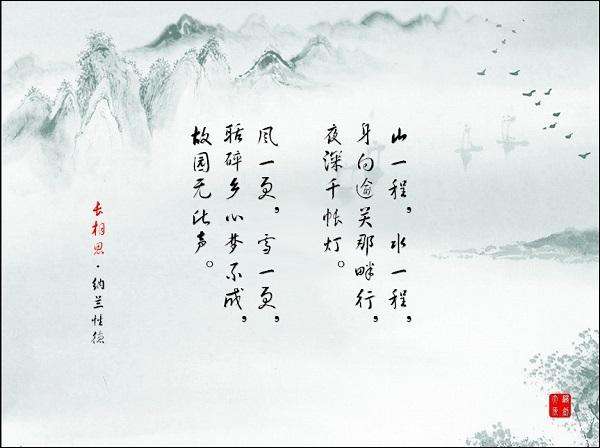 山一程，水一程，
身向逾关那畔行，
夜深千帐灯。
风一更，雪一更，
聒碎乡心梦不成，
故园无此声。
长相思·纳兰性德